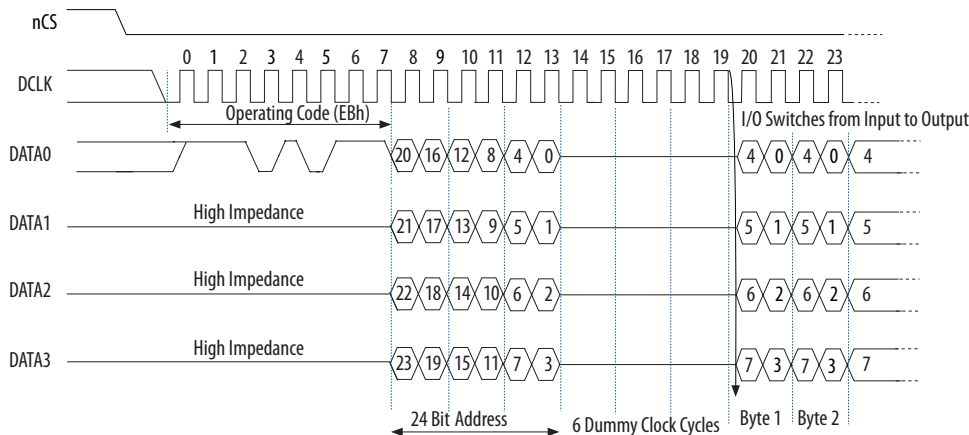 nCS
0 1 2 3 4 5 6 7 8 9 10 11 12 13 14 15 16 17 18 19 20 21 22 23
DCLK
Operating Code (EBh)
I/O Switches from Input to Output
DATA0 20 16 12 8 4 0 4 0 4 0 4
DATA1 High Impedance 21 17 13 9 5 1 5 1 5 1 5
DATA2 High Impedance 22 18 14 10 6 2 6 2 6 2 6
DATA3 High Impedance 23 19 15 11 7 3 7 3 7 3 7
24 Bit Address 6 Dummy Clock Cycles Byte 1 Byte 2